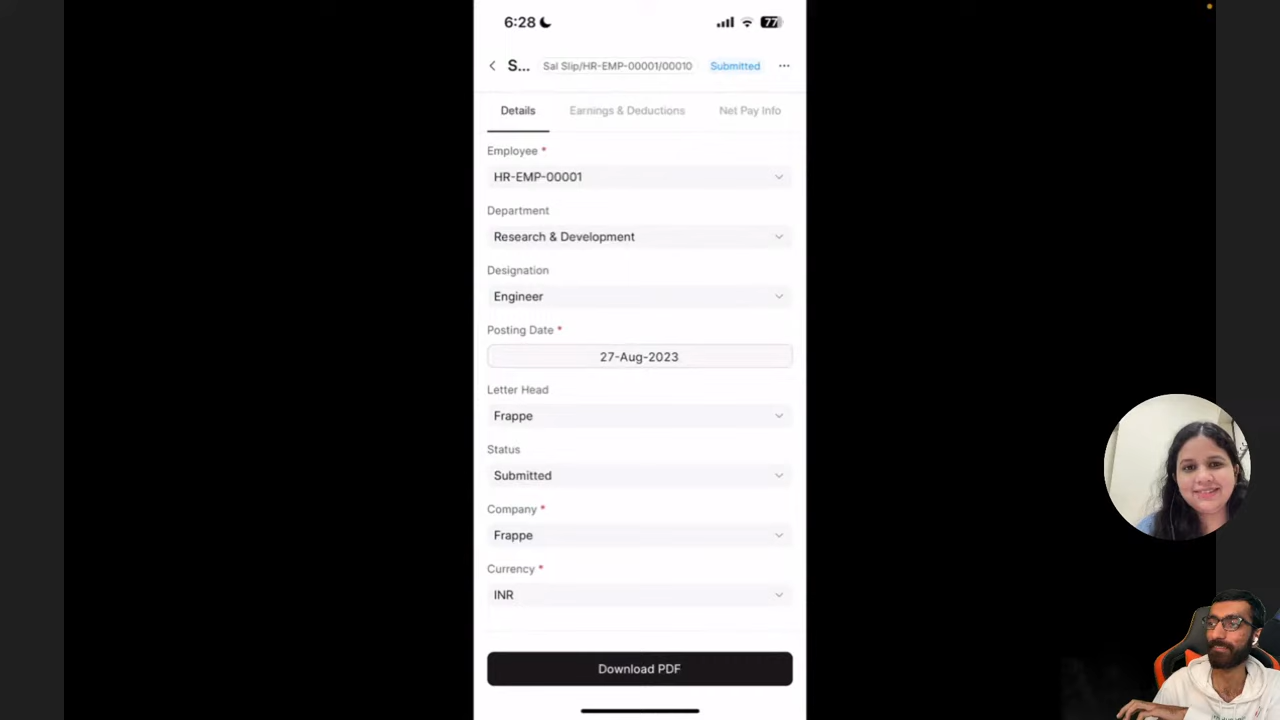 6:28
77
S... Sal Slip/HR-EMP-00001/00010 Submitted ...
Details Earnings & Deductions Net Pay Info
Employee *
HR-EMP-00001
Department
Research & Development
Designation
Engineer
Posting Date *
27-Aug-2023
Letter Head
Frappe
Status
Submitted
Company *
Frappe
Currency *
INR
Download PDF